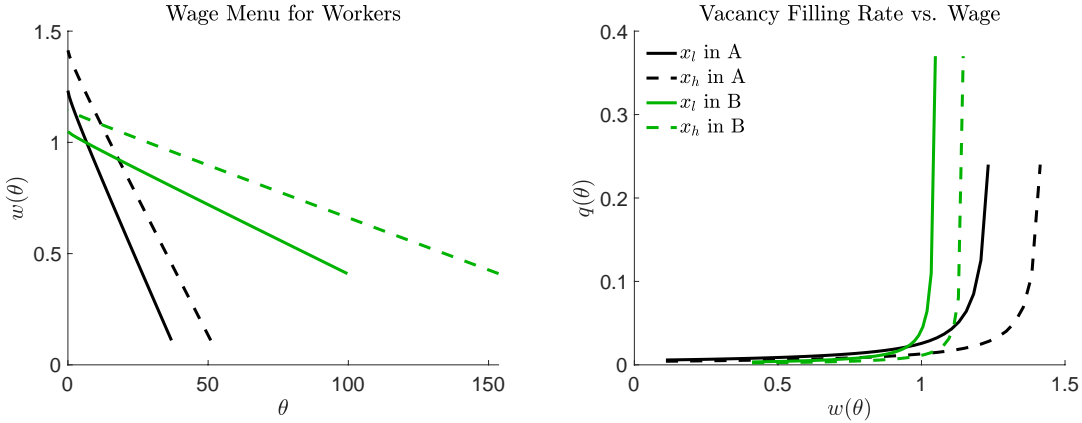 Wage Menu for Workers
1.5
1
0.5
0
w(θ)
0
50
100
150
θ
Vacancy Filling Rate vs. Wage
0.4
0.3
0.2
0.1
0
q(θ)
x_l in A
x_h in A
x_l in B
x_h in B
0
0.5
1
1.5
w(θ)